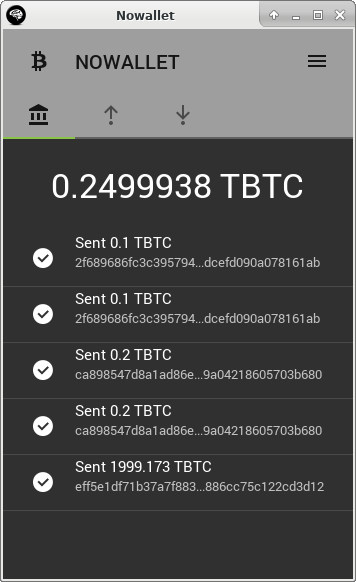 Nowallet
NOWALLET
0.2499938 TBTC
Sent 0.1 TBTC
2f689686fc3c395794...dcefd090a078161ab
Sent 0.1 TBTC
2f689686fc3c395794...dcefd090a078161ab
Sent 0.2 TBTC
ca898547d8a1ad86e...9a04218605703b680
Sent 0.2 TBTC
ca898547d8a1ad86e...9a04218605703b680
Sent 1999.173 TBTC
eff5e1df71b37a7f883...886cc75c122cd3d12